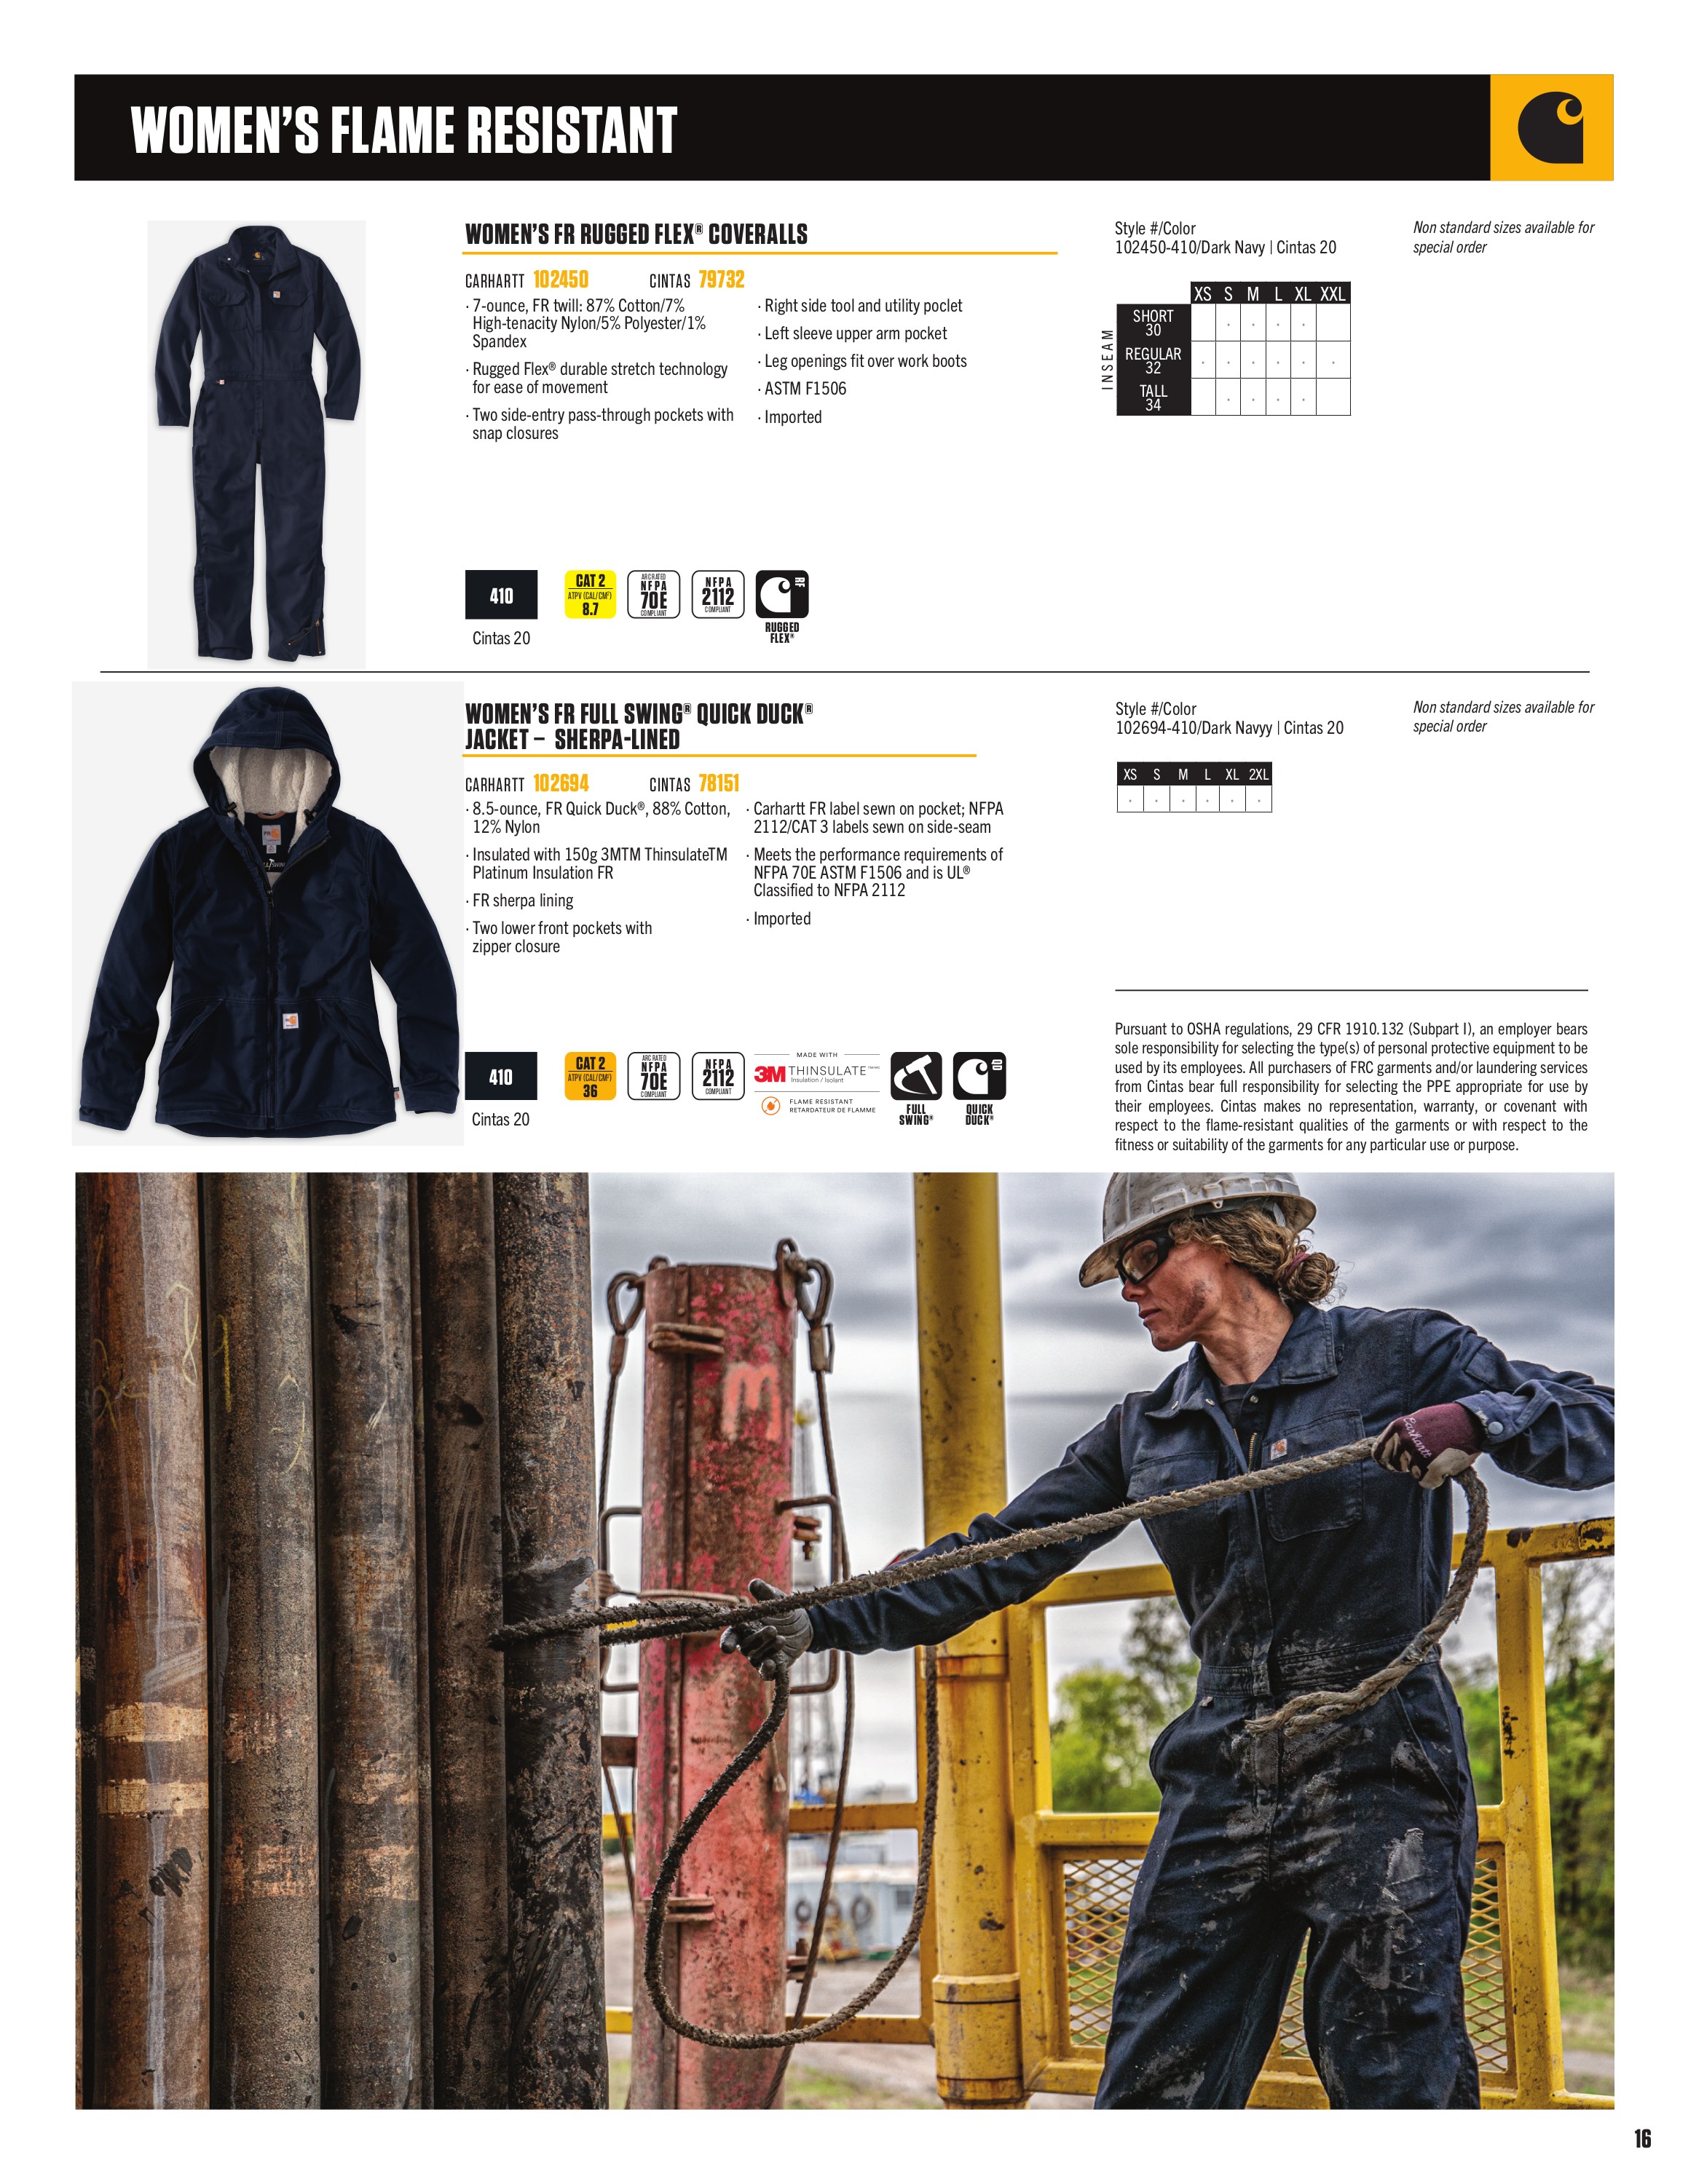 WOMEN'S FLAME RESISTANT
WOMEN'S FR RUGGED FLEX® COVERALLS
CARHARTT 102450 CINTAS 79732
· 7-ounce, FR twill: 87% Cotton/7%
High-tenacity Nylon/5% Polyester/1%
Spandex
· Rugged Flex® durable stretch technology
for ease of movement
· Two side-entry pass-through pockets with
snap closures
· Right side tool and utility poclet
· Left sleeve upper arm pocket
· Leg openings fit over work boots
· ASTM F1506
· Imported
Style #/Color
102450-410/Dark Navy | Cintas 20
Non standard sizes available for
special order
XS S M L XL XXL
INSEAM
SHORT
30
REGULAR
32
TALL
34
410
Cintas 20
CAT 2
ATPV (CAL/CM²)
8.7
ARC RATED
NFPA
70E
COMPLIANT
NFPA
2112
COMPLIANT
RF
RUGGED
FLEX®
WOMEN'S FR FULL SWING® QUICK DUCK®
JACKET – SHERPA-LINED
CARHARTT 102694 CINTAS 78151
· 8.5-ounce, FR Quick Duck®, 88% Cotton,
12% Nylon
· Insulated with 150g 3MTM ThinsulateTM
Platinum Insulation FR
· FR sherpa lining
· Two lower front pockets with
zipper closure
· Carhartt FR label sewn on pocket; NFPA
2112/CAT 3 labels sewn on side-seam
· Meets the performance requirements of
NFPA 70E ASTM F1506 and is UL®
Classified to NFPA 2112
· Imported
Style #/Color
102694-410/Dark Navyy | Cintas 20
Non standard sizes available for
special order
XS S M L XL 2XL
410
Cintas 20
CAT 2
ATPV (CAL/CM²)
36
ARC RATED
NFPA
70E
COMPLIANT
NFPA
2112
COMPLIANT
MADE WITH
3M THINSULATE
Insulation / Isolant
FLAME RESISTANT
RETARDATEUR DE FLAMME
FULL
SWING®
QD
QUICK
DUCK®
Pursuant to OSHA regulations, 29 CFR 1910.132 (Subpart I), an employer bears
sole responsibility for selecting the type(s) of personal protective equipment to be
used by its employees. All purchasers of FRC garments and/or laundering services
from Cintas bear full responsibility for selecting the PPE appropriate for use by
their employees. Cintas makes no representation, warranty, or covenant with
respect to the flame-resistant qualities of the garments or with respect to the
fitness or suitability of the garments for any particular use or purpose.
m
Carhartt
16